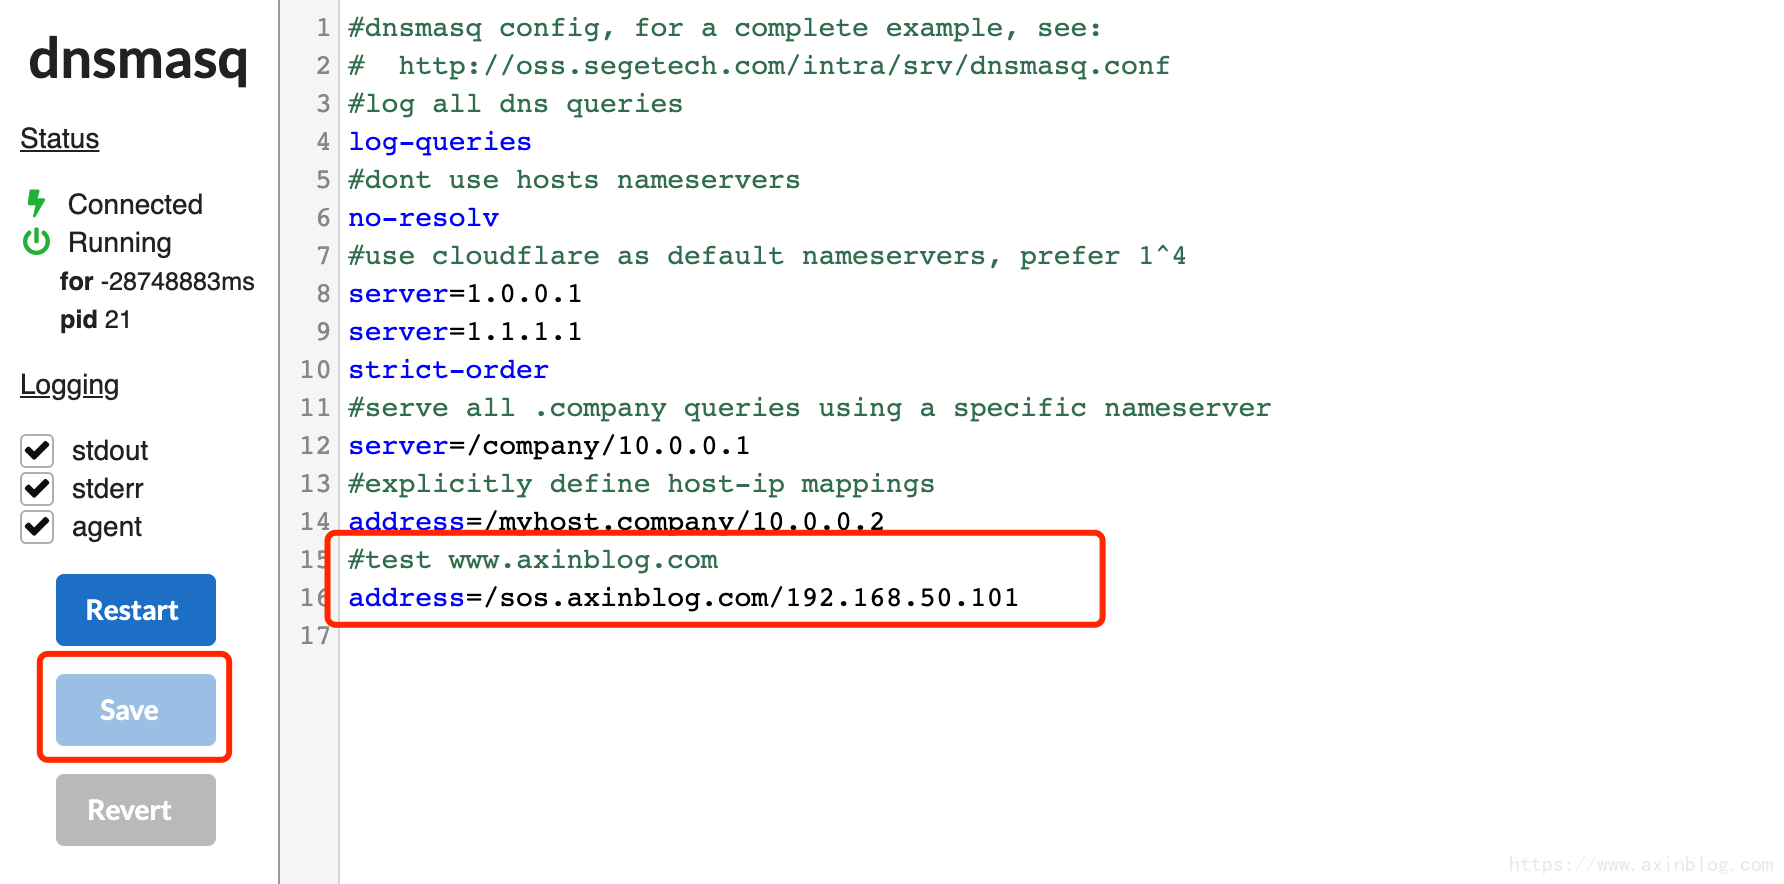 dnsmasq
Status
Connected
Running
for -28748883ms
pid 21
Logging
stdout
stderr
agent
Restart
Save
Revert
1 #dnsmasq config, for a complete example, see:
2 #  http://oss.segetech.com/intra/srv/dnsmasq.conf
3 #log all dns queries
4 log-queries
5 #dont use hosts nameservers
6 no-resolv
7 #use cloudflare as default nameservers, prefer 1^4
8 server=1.0.0.1
9 server=1.1.1.1
10 strict-order
11 #serve all .company queries using a specific nameserver
12 server=/company/10.0.0.1
13 #explicitly define host-ip mappings
14 address=/myhost.company/10.0.0.2
15 #test www.axinblog.com
16 address=/sos.axinblog.com/192.168.50.101
17
https://www.axinblog.com